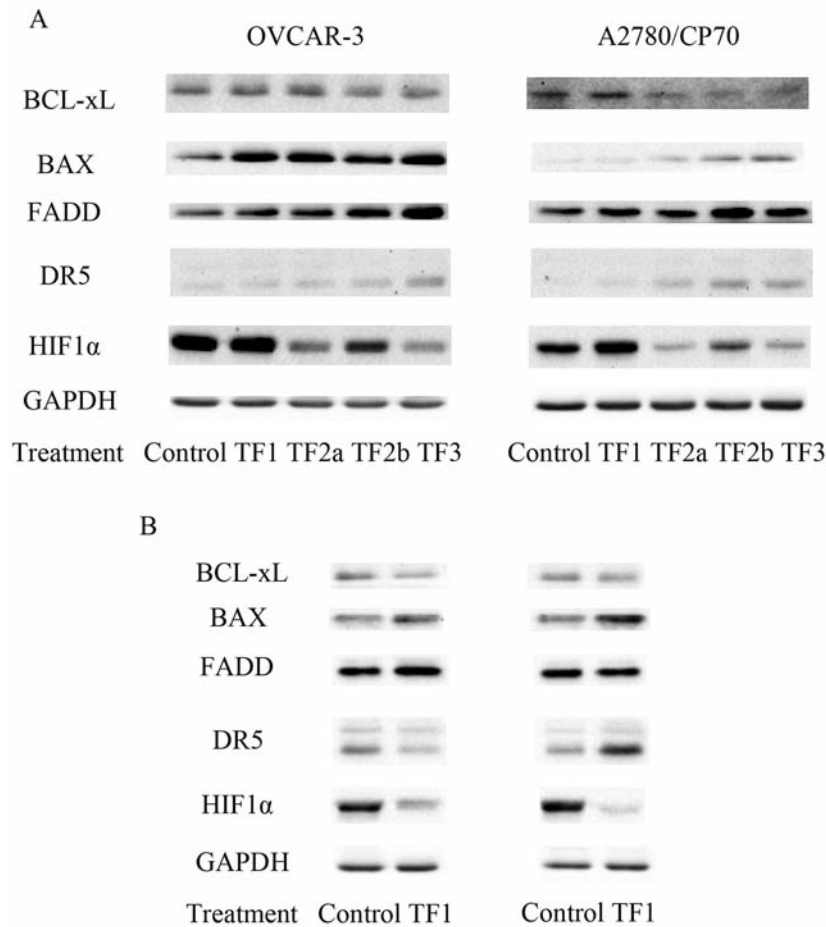 A
OVCAR-3 A2780/CP70
BCL-xL
BAX
FADD
DR5
HIF1α
GAPDH
Treatment Control TF1 TF2a TF2b TF3 Control TF1 TF2a TF2b TF3
B
BCL-xL
BAX
FADD
DR5
HIF1α
GAPDH
Treatment Control TF1 Control TF1